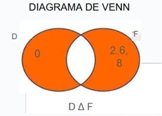 DIAGRAMA DE VENN
D
F
0
2,6,
8
D Δ F